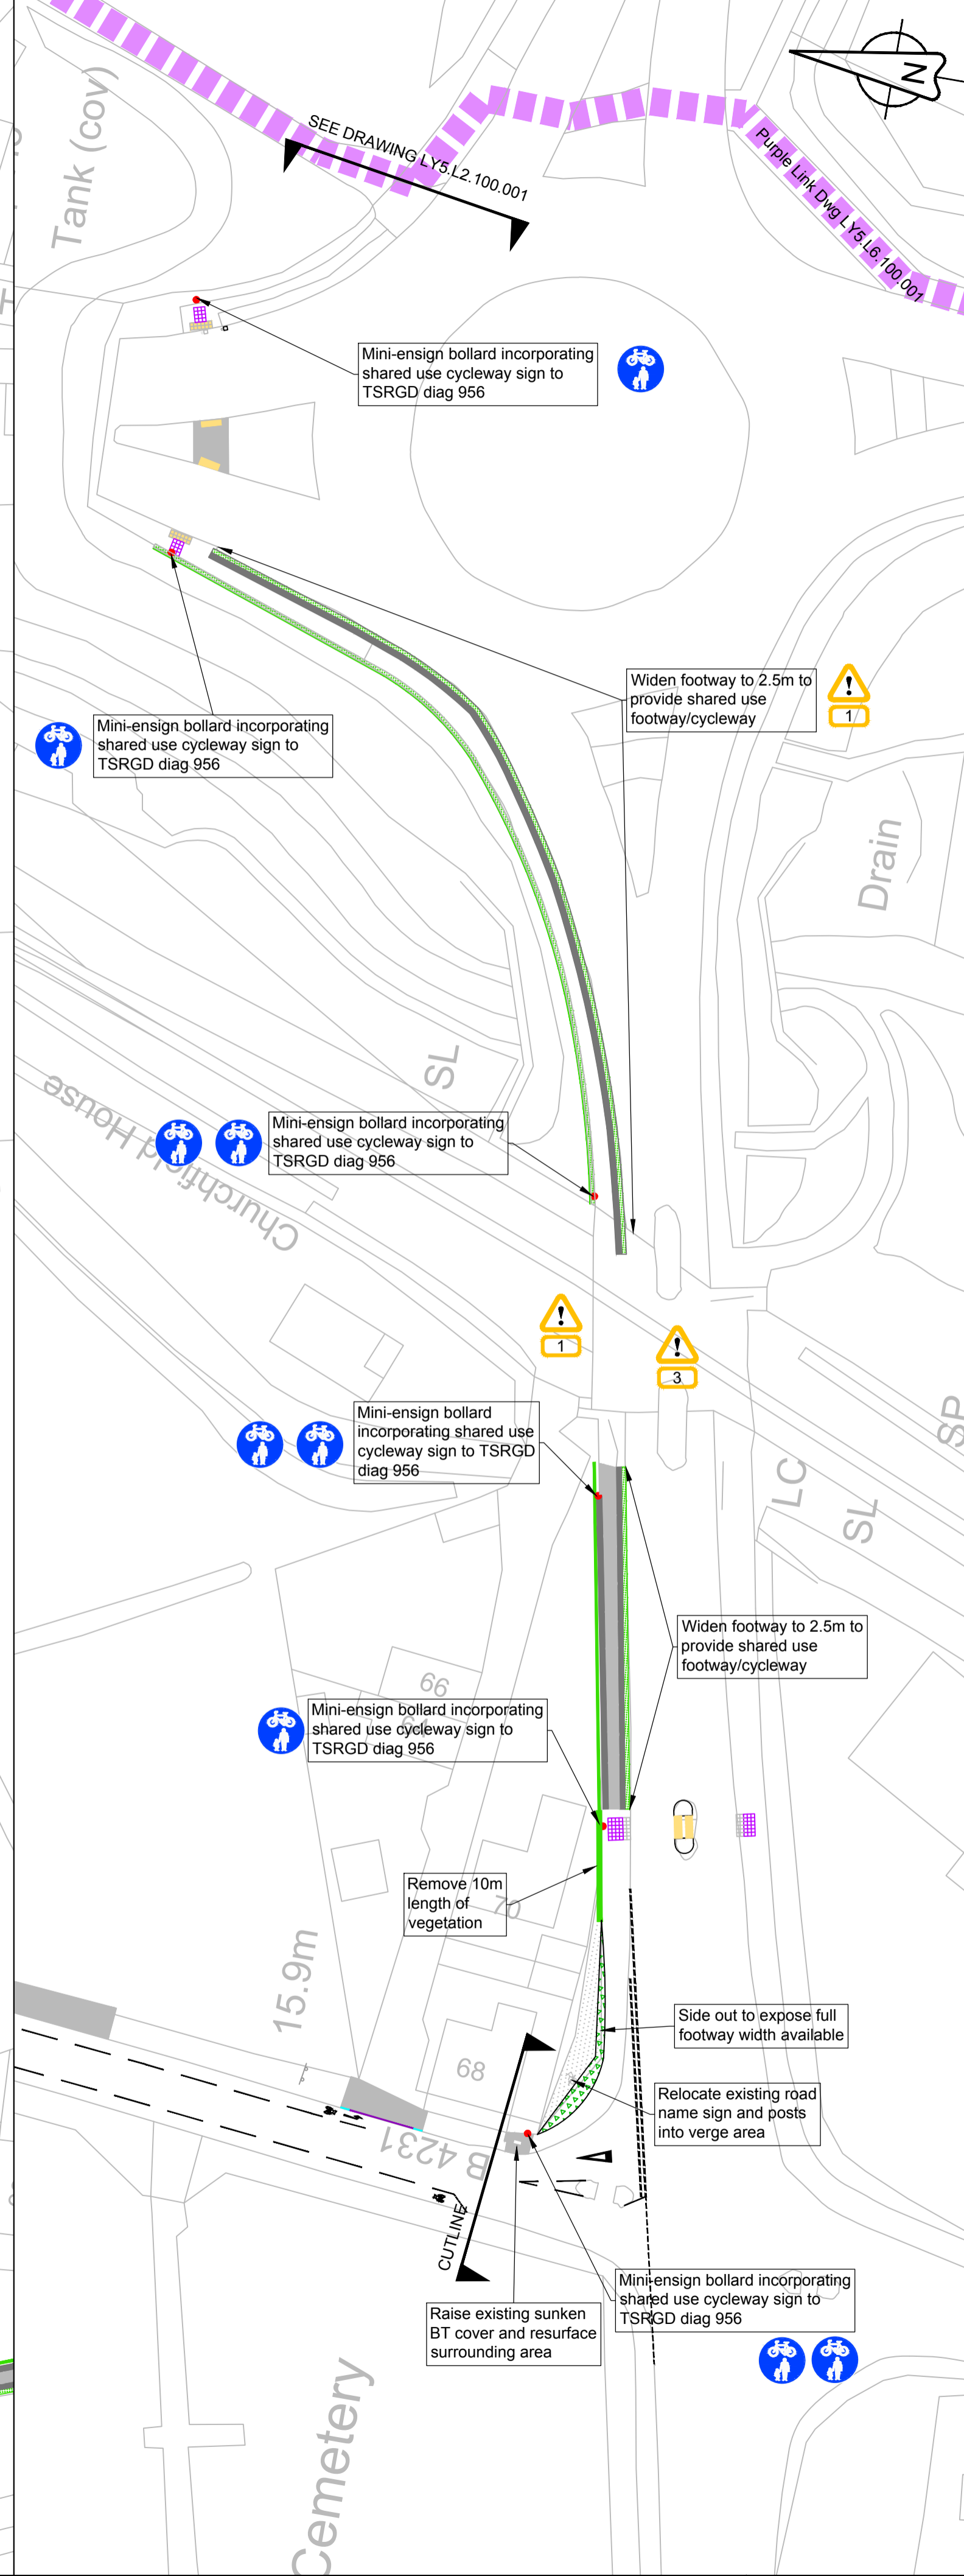 N
Tank (cov)
SEE DRAWING LY5.L2.100.001
Purple Link Dwg LY5.L6.100.001
Mini-ensign bollard incorporating
shared use cycleway sign to
TSRGD diag 956
Widen footway to 2.5m to
provide shared use
footway/cycleway
!
1
Mini-ensign bollard incorporating
shared use cycleway sign to
TSRGD diag 956
Drain
SL
Churchfield House
Mini-ensign bollard incorporating
shared use cycleway sign to
TSRGD diag 956
!
1
!
3
Mini-ensign bollard
incorporating shared use
cycleway sign to TSRGD
diag 956
SP
LC
SL
Widen footway to 2.5m to
provide shared use
footway/cycleway
66
64
Mini-ensign bollard incorporating
shared use cycleway sign to
TSRGD diag 956
Remove 10m
length of
vegetation
70
15.9m
Side out to expose full
footway width available
68
Relocate existing road
name sign and posts
into verge area
B 4231
CUTLINE
Mini-ensign bollard incorporating
shared use cycleway sign to
TSRGD diag 956
Raise existing sunken
BT cover and resurface
surrounding area
Cemetery